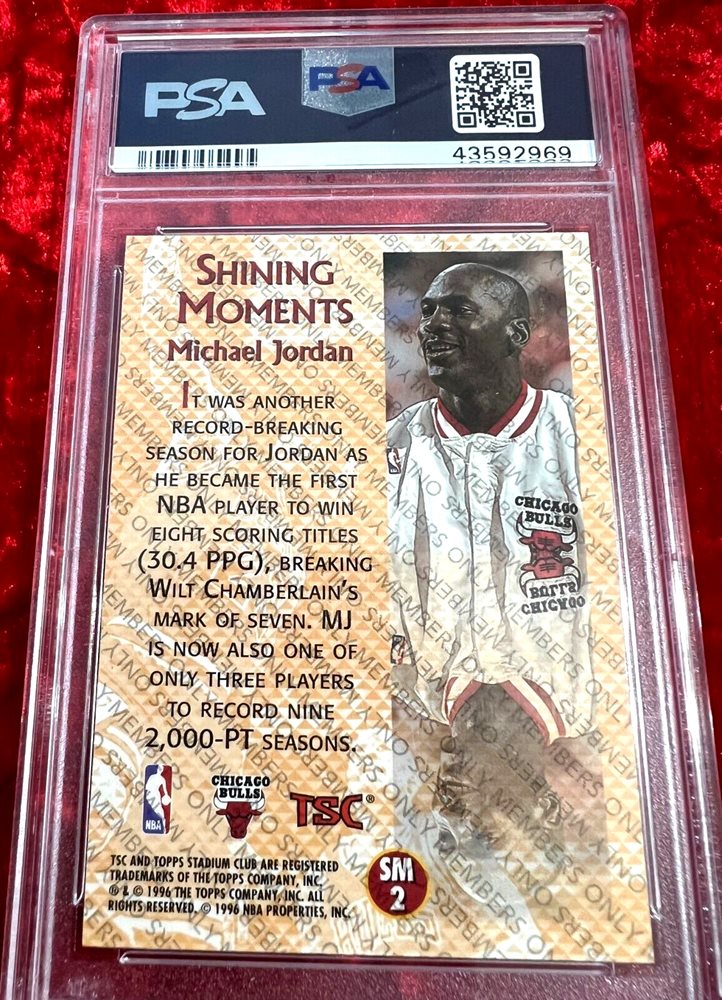 PSA
PSA
43592969
SHINING
MOMENTS
Michael Jordan
IT WAS ANOTHER
RECORD-BREAKING
SEASON FOR JORDAN AS
HE BECAME THE FIRST
NBA PLAYER TO WIN
EIGHT SCORING TITLES
(30.4 PPG), BREAKING
WILT CHAMBERLAIN'S
MARK OF SEVEN. MJ
IS NOW ALSO ONE OF
ONLY THREE PLAYERS
TO RECORD NINE
2,000-PT SEASONS.
CHICAGO
BULLS
BULLS
CHICAGO
NBA
CHICAGO
BULLS
TSC®
TSC AND TOPPS STADIUM CLUB ARE REGISTERED
TRADEMARKS OF THE TOPPS COMPANY, INC.
® & © 1996 THE TOPPS COMPANY, INC. ALL
RIGHTS RESERVED. © 1996 NBA PROPERTIES, INC.
SM
2
MEMBERS ONLY